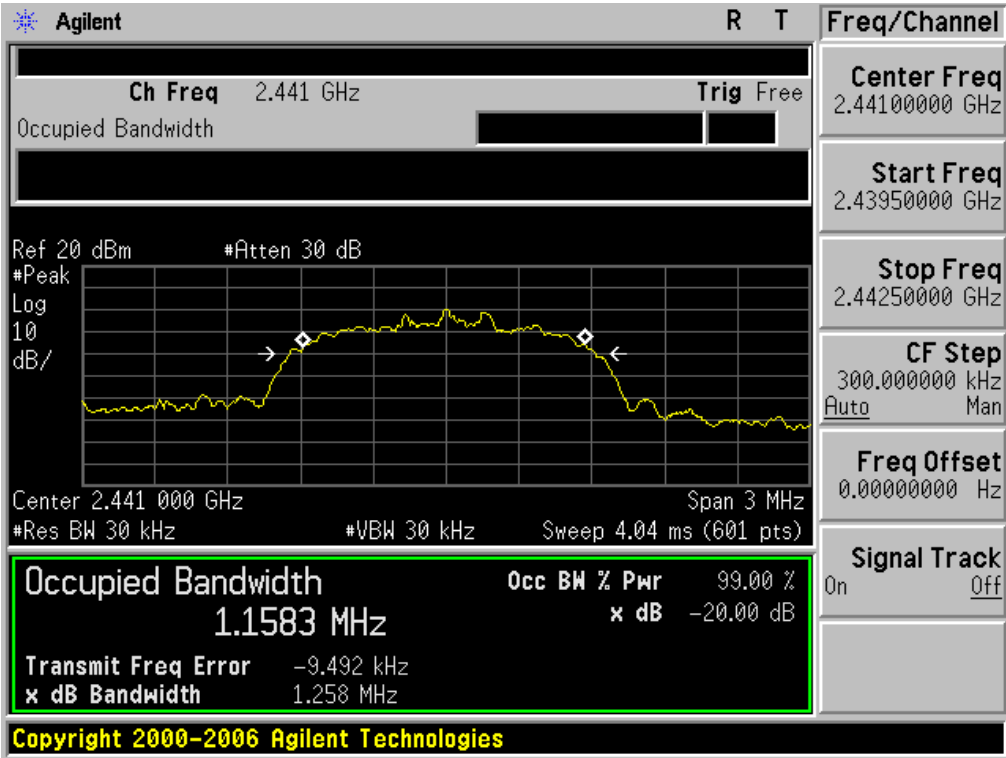 Agilent R T Freq/Channel
Ch Freq 2.441 GHz Trig Free
Occupied Bandwidth
Center Freq
2.44100000 GHz
Start Freq
2.43950000 GHz
Stop Freq
2.44250000 GHz
CF Step
300.000000 kHz
Auto Man
Freq Offset
0.00000000 Hz
Signal Track
On Off
Ref 20 dBm #Atten 30 dB
#Peak
Log
10
dB/
Center 2.441 000 GHz Span 3 MHz
#Res BW 30 kHz #VBW 30 kHz Sweep 4.04 ms (601 pts)
Occupied Bandwidth Occ BW % Pwr 99.00 %
1.1583 MHz x dB -20.00 dB
Transmit Freq Error -9.492 kHz
x dB Bandwidth 1.258 MHz
Copyright 2000-2006 Agilent Technologies